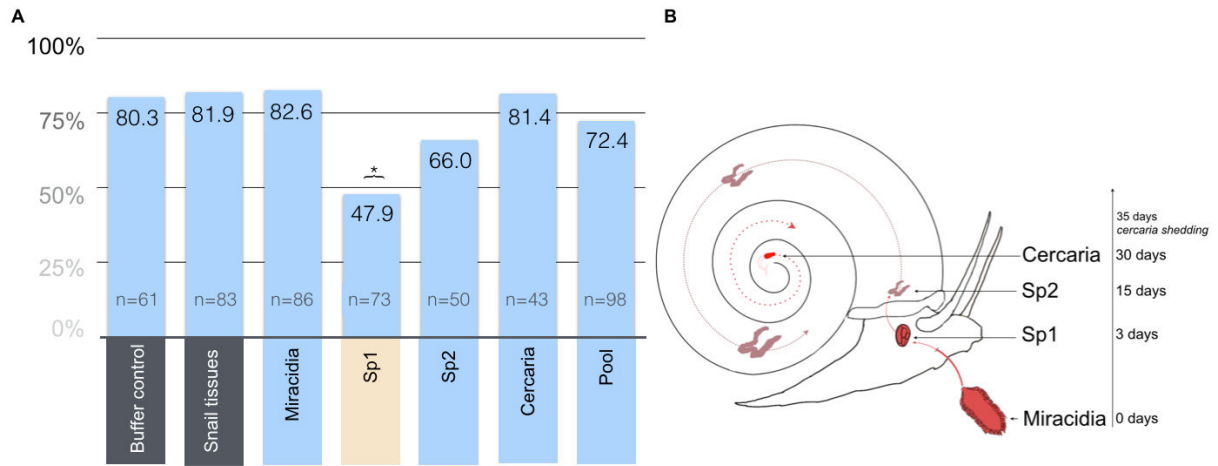 A
100%
75%
50%
25%
0%
80.3
81.9
82.6
*
47.9
66.0
81.4
72.4
n=61
n=83
n=86
n=73
n=50
n=43
n=98
Buffer control
Snail tissues
Miracidia
Sp1
Sp2
Cercaria
Pool
B
35 days
cercaria shedding
Cercaria 30 days
Sp2 15 days
Sp1 3 days
Miracidia 0 days